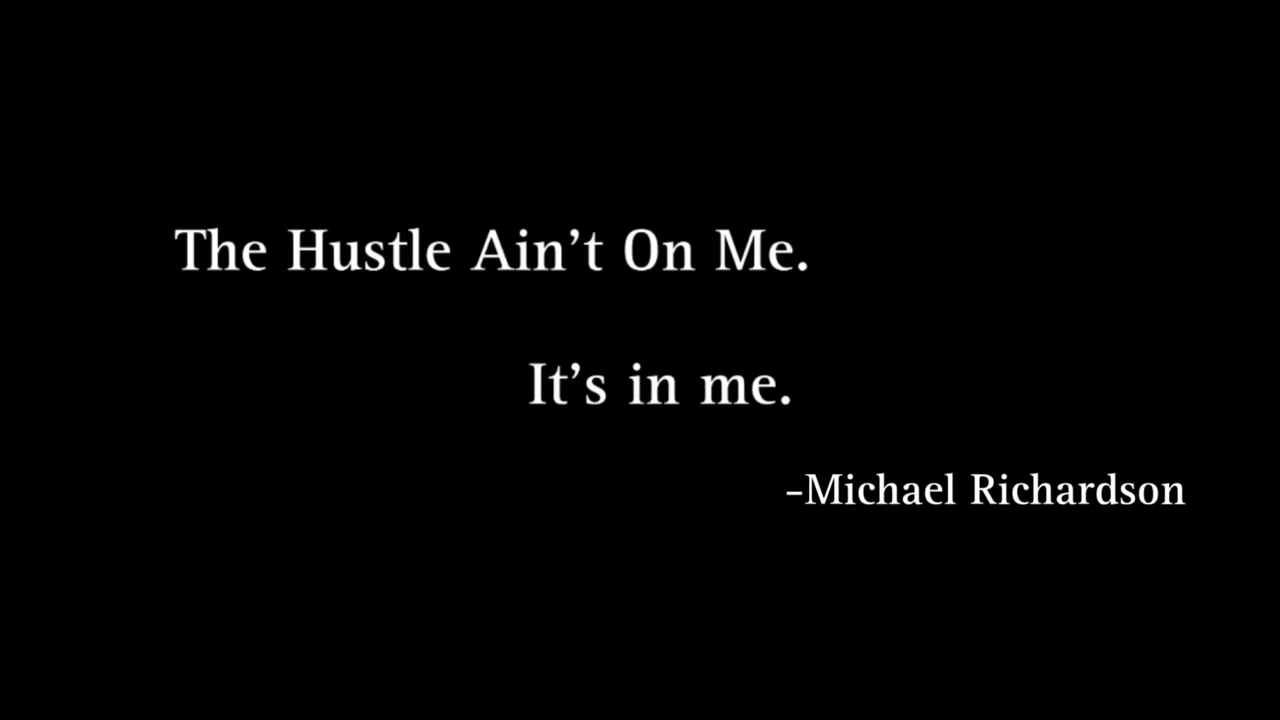 The Hustle Ain’t On Me.
It’s in me.
-Michael Richardson